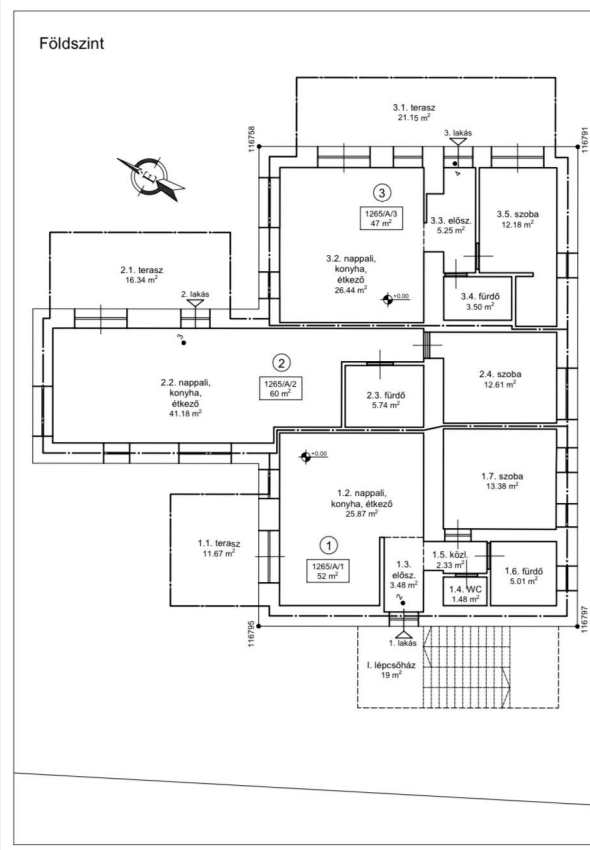 Földszint
3.1. terasz
21.15 m²
116758
116791
3. lakás
4
3
1265/A/3
47 m²
3.3. elősz.
5.25 m²
3.5. szoba
12.18 m²
3.2. nappali,
konyha,
étkező
26.44 m²
±0.00
3.4. fürdő
3.50 m²
2.1. terasz
16.34 m²
2. lakás
3
2
1265/A/2
60 m²
2.2. nappali,
konyha,
étkező
41.18 m²
2.3. fürdő
5.74 m²
2.4. szoba
12.61 m²
±0.00
1.7. szoba
13.38 m²
1.2. nappali,
konyha, étkező
25.87 m²
1.1. terasz
11.67 m²
1
1265/A/1
52 m²
1.3.
elősz.
3.48 m²
2
1.5. közl.
2.33 m²
1.6. fürdő
5.01 m²
1.4. WC
1.48 m²
116795
116797
1. lakás
I. lépcsőház
19 m²